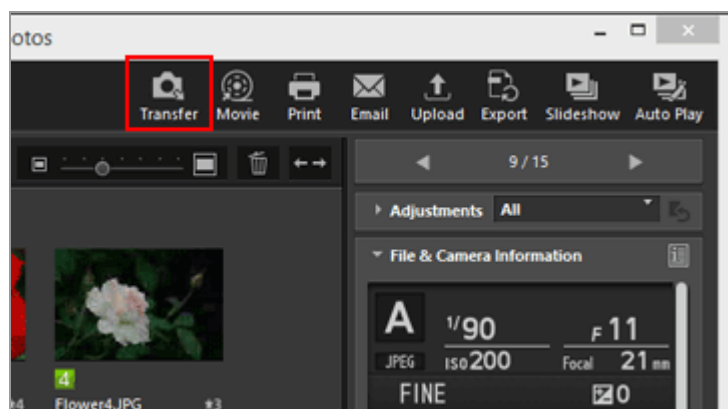 otos
Transfer Movie Print Email Upload Export Slideshow Auto Play
9 / 15
Adjustments All
File & Camera Information
A 1/90 F 11
JPEG ISO 200 Focal 21 mm
FINE 0
4
★4 Flower4.JPG ★3